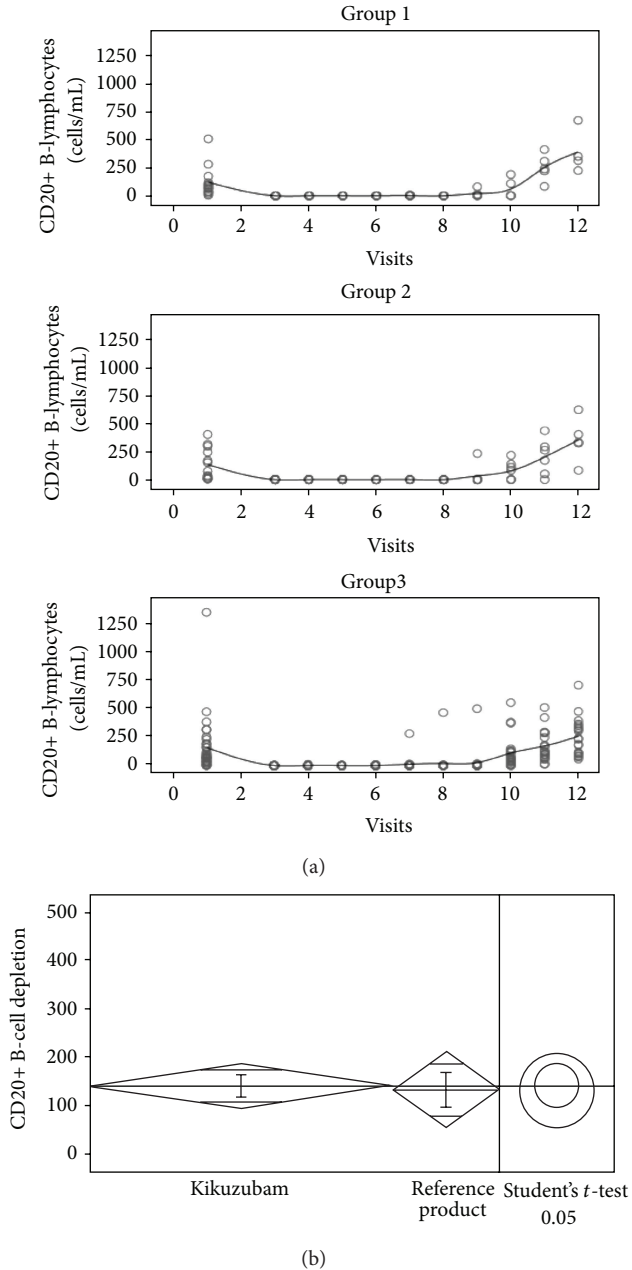 Group 1
CD20+ B-lymphocytes
(cells/mL)
1250
1000
750
500
250
0
0 2 4 6 8 10 12
Visits
Group 2
CD20+ B-lymphocytes
(cells/mL)
1250
1000
750
500
250
0
0 2 4 6 8 10 12
Visits
Group3
CD20+ B-lymphocytes
(cells/mL)
1250
1000
750
500
250
0
0 2 4 6 8 10 12
Visits
(a)
CD20+ B-cell depletion
500
400
300
200
100
0
Kikuzubam
Reference
product
Student's t-test
0.05
(b)